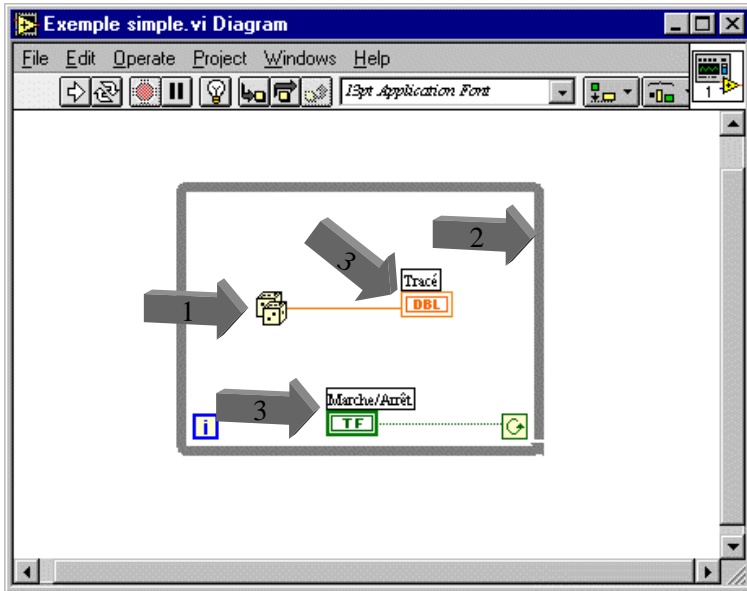 Exemple simple.vi Diagram
File Edit Operate Project Windows Help
13pt Application Font
1
2
3
Tracé
1
DBL
3
Marche/Arrêt
i
TF